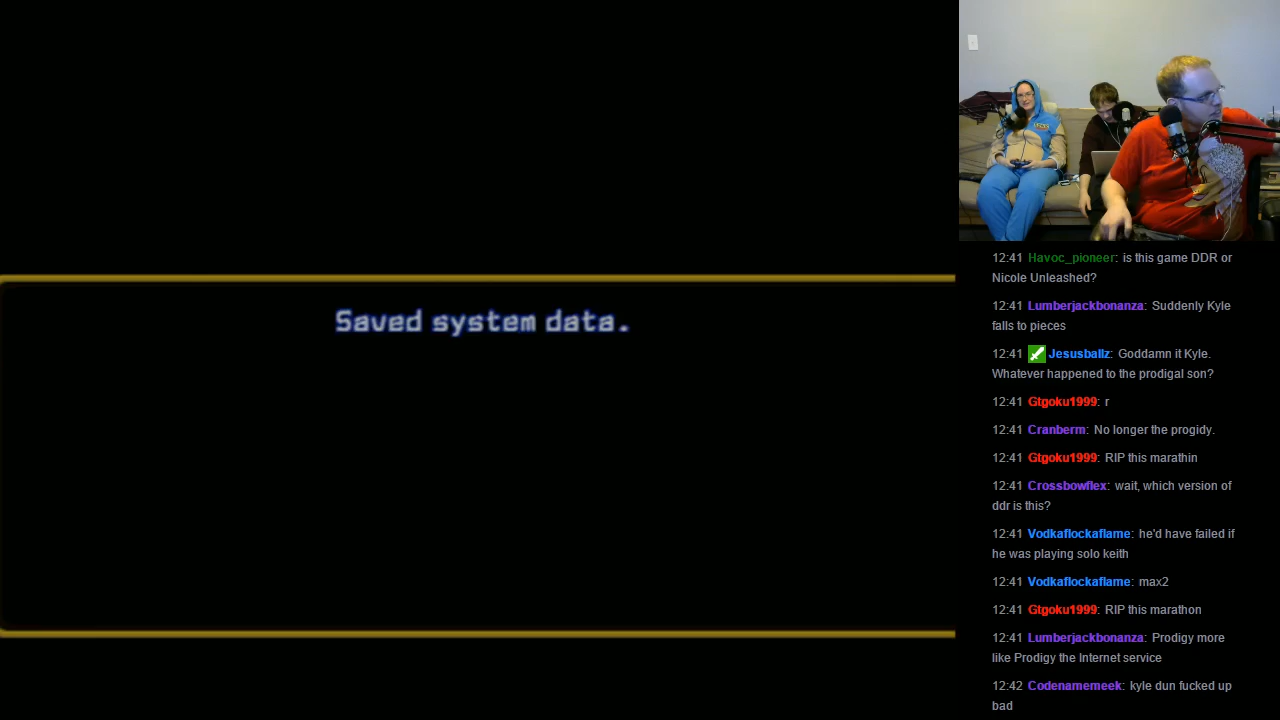 Saved system data.
12:41 Havoc_pioneer: is this game DDR or
Nicole Unleashed?
12:41 Lumberjackbonanza: Suddenly Kyle
falls to pieces
12:41 Jesusballz: Goddamn it Kyle.
Whatever happened to the prodigal son?
12:41 Gtgoku1999: r
12:41 Cranberm: No longer the progidy.
12:41 Gtgoku1999: RIP this marathin
12:41 Crossbowflex: wait, which version of
ddr is this?
12:41 Vodkaflockaflame: he'd have failed if
he was playing solo keith
12:41 Vodkaflockaflame: max2
12:41 Gtgoku1999: RIP this marathon
12:41 Lumberjackbonanza: Prodigy more
like Prodigy the Internet service
12:42 Codenamemeek: kyle dun fucked up
bad